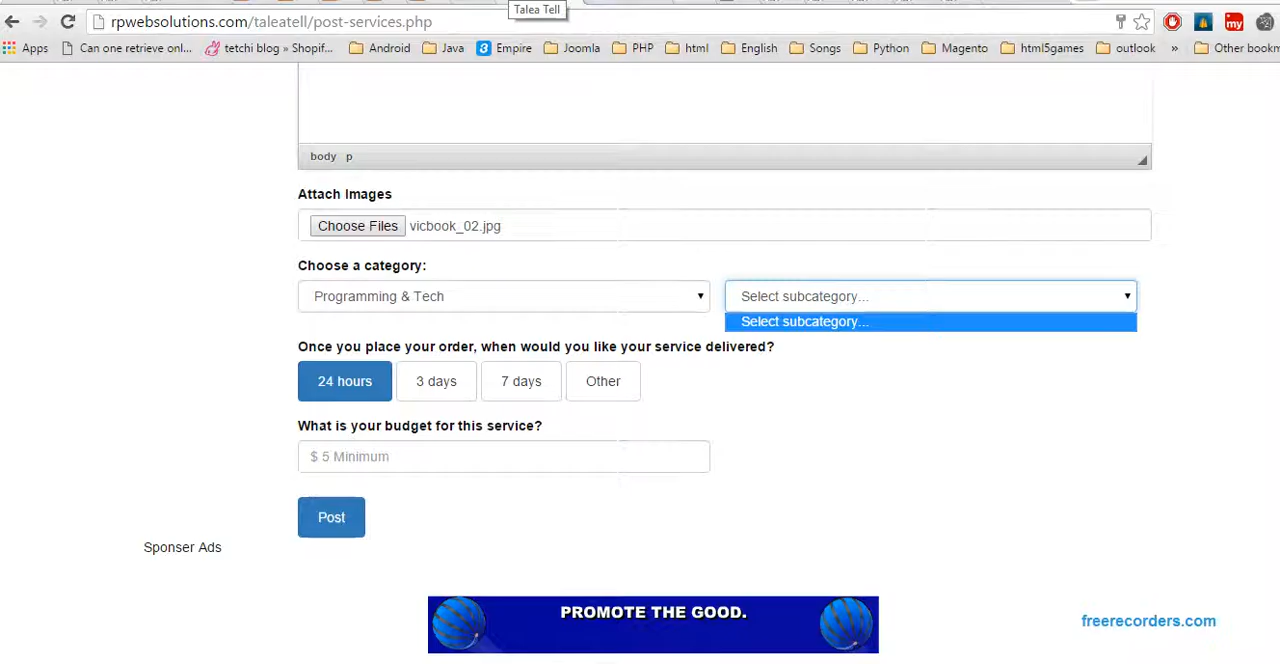 Talea Tell
rpwebsolutions.com/taleatell/post-services.php
my
Apps Can one retrieve onl... tetchi blog » Shopif... Android Java 3 Empire Joomla PHP html English Songs Python Magento html5games outlook » Other bookm
body p
Attach Images
Choose Files vicbook_02.jpg
Choose a category:
Programming & Tech Select subcategory...
Select subcategory...
Once you place your order, when would you like your service delivered?
24 hours 3 days 7 days Other
What is your budget for this service?
$ 5 Minimum
Post
Sponser Ads
PROMOTE THE GOOD.
freerecorders.com